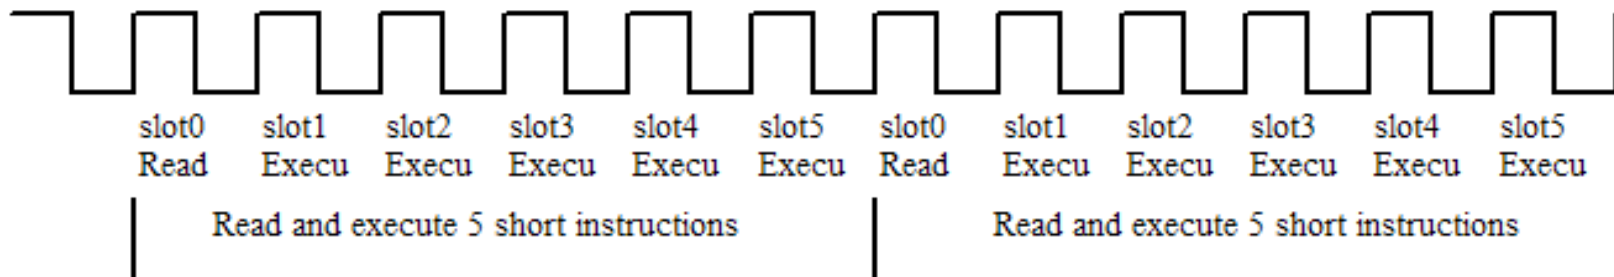 slot0 slot1 slot2 slot3 slot4 slot5 slot0 slot1 slot2 slot3 slot4 slot5
Read Execu Execu Execu Execu Execu Read Execu Execu Execu Execu Execu
Read and execute 5 short instructions Read and execute 5 short instructions